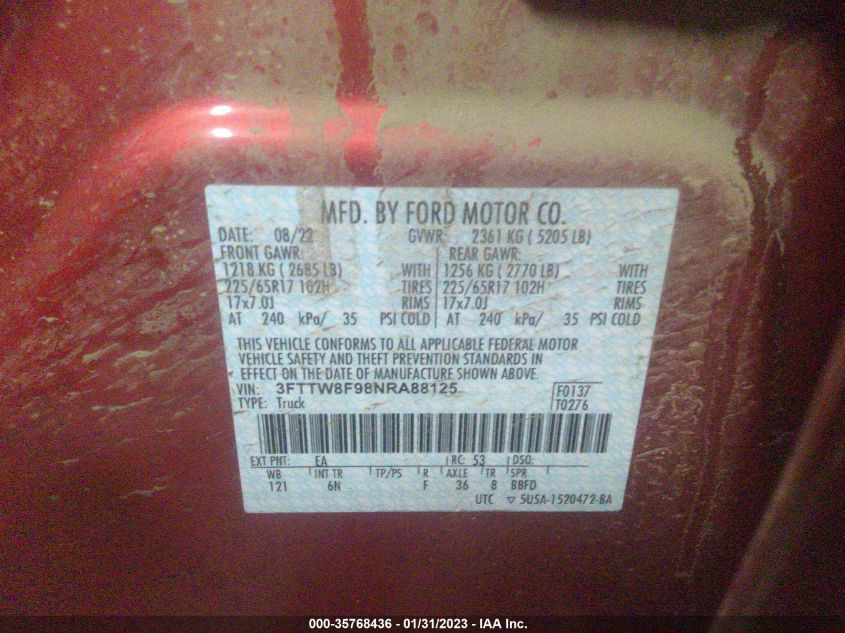 MFD. BY FORD MOTOR CO.
DATE: 08/22 GVWR: 2361 KG ( 5205 LB)
FRONT GAWR: REAR GAWR:
1218 KG ( 2685 LB) WITH 1256 KG ( 2770 LB) WITH
225/65R17 102H TIRES 225/65R17 102H TIRES
17x7.0J RIMS 17x7.0J RIMS
AT 240 kPa/ 35 PSI COLD AT 240 kPa/ 35 PSI COLD
THIS VEHICLE CONFORMS TO ALL APPLICABLE FEDERAL MOTOR
VEHICLE SAFETY AND THEFT PREVENTION STANDARDS IN
EFFECT ON THE DATE OF MANUFACTURE SHOWN ABOVE.
VIN: 3FTTW8F98NRA88125 F0137
TYPE: Truck T0276
EXT PNT: EA RC: 53 DSO:
WB INT TR TP/PS R AXLE TR SPR
121 6N F 36 8 BBFD
UTC ▽ 5U5A-1520472-BA
000-35768436 - 01/31/2023 - IAA Inc.